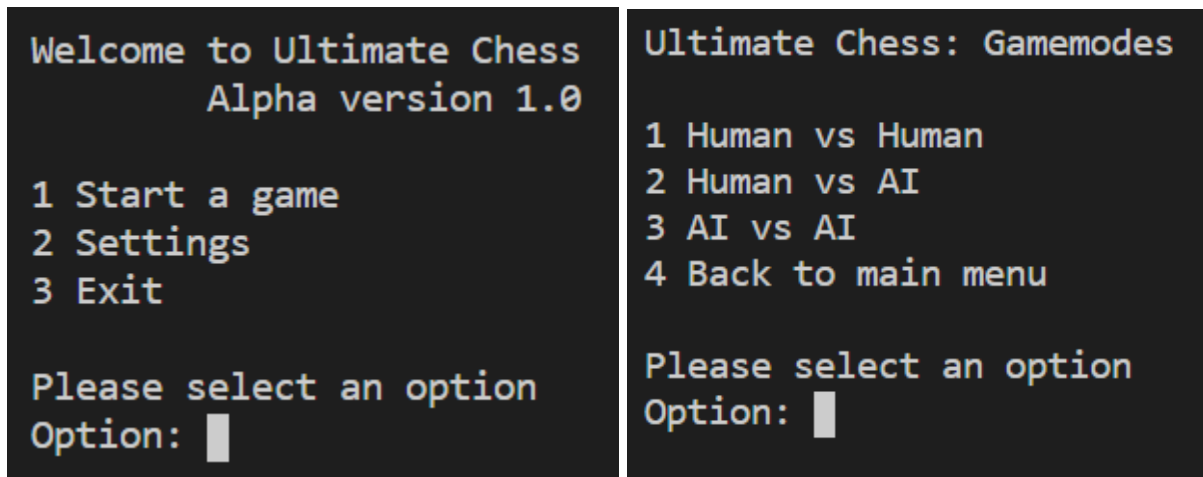 Welcome to Ultimate Chess
Alpha version 1.0
1 Start a game
2 Settings
3 Exit
Please select an option
Option:
Ultimate Chess: Gamemodes
1 Human vs Human
2 Human vs AI
3 AI vs AI
4 Back to main menu
Please select an option
Option: